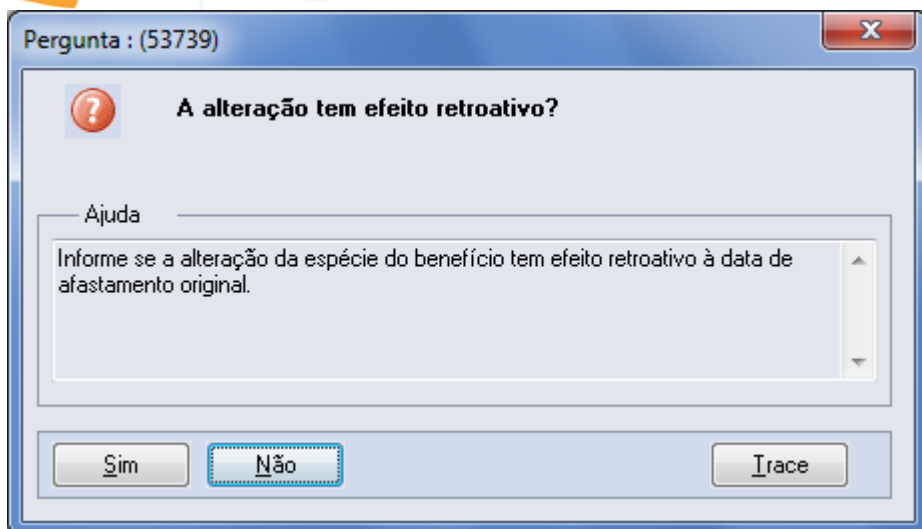 Pergunta : (53739)
A alteração tem efeito retroativo?
Ajuda
Informe se a alteração da espécie do benefício tem efeito retroativo à data de
afastamento original.
Sim
Não
Trace